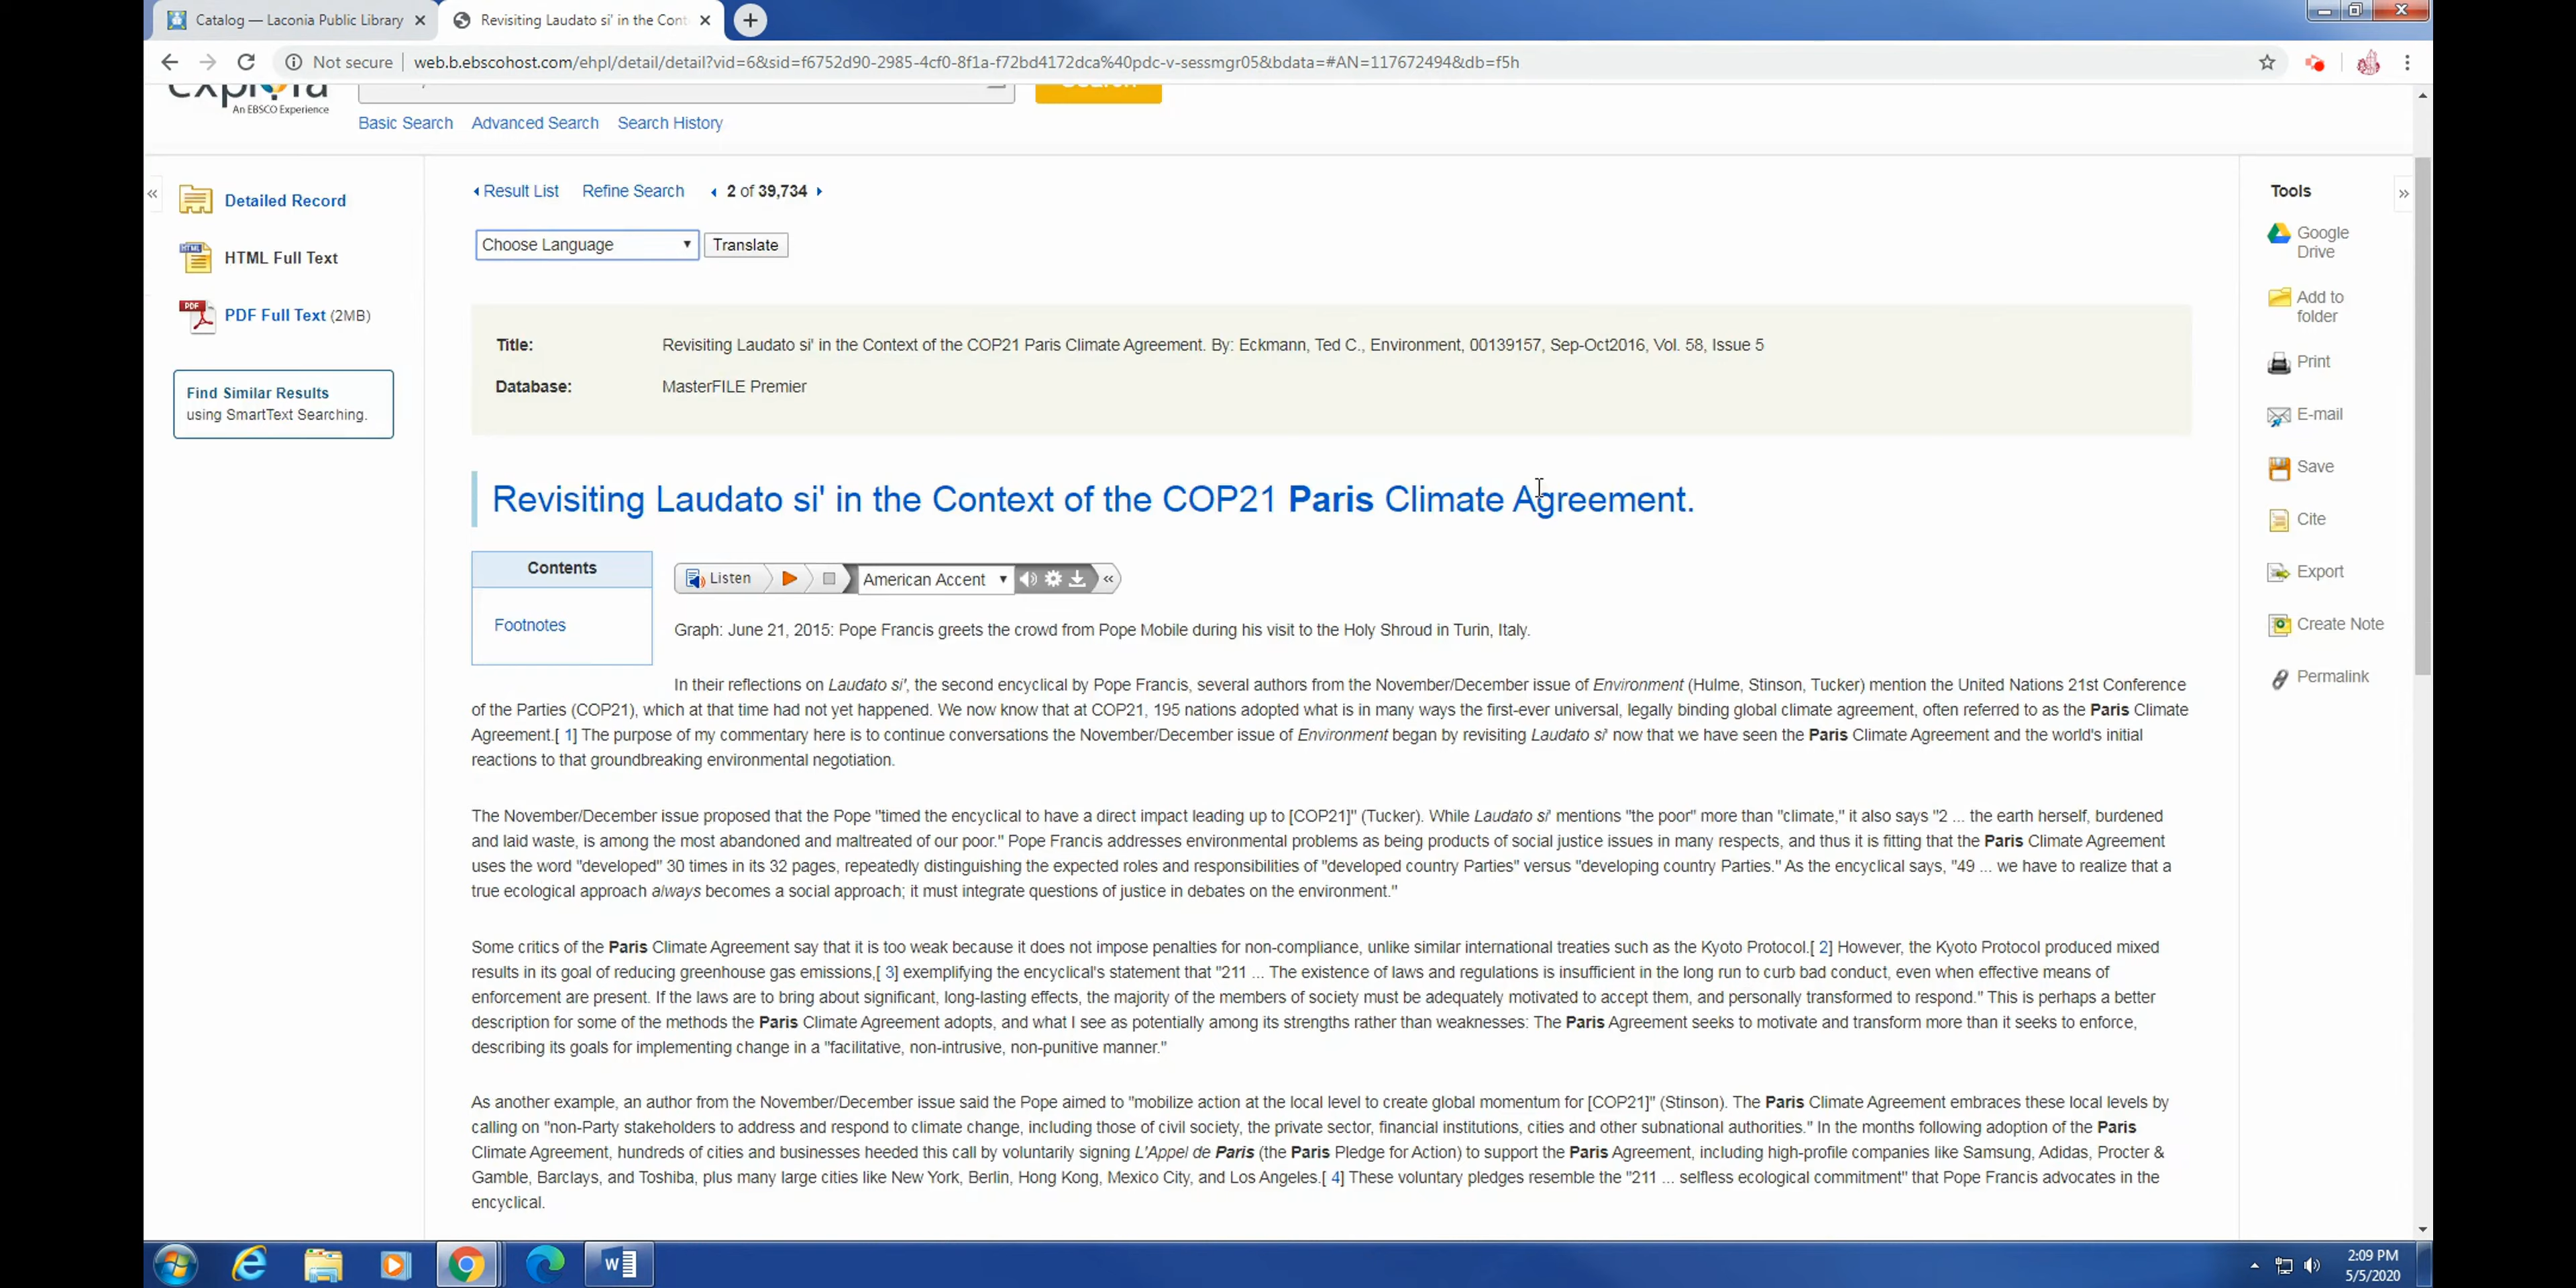 Catalog — Laconia Public Library
Revisiting Laudato si' in the Cont
Not secure
web.b.ebscohost.com/ehpl/detail/detail?vid=6&sid=f6752d90-2985-4cf0-8f1a-f72bd4172dca%40pdc-v-sessmgr05&bdata=#AN=117672494&db=f5h
explora
An EBSCO Experience
Search
Basic Search Advanced Search Search History
Detailed Record
HTML Full Text
PDF Full Text (2MB)
Find Similar Results
using SmartText Searching.
Result List Refine Search 2 of 39,734
Choose Language Translate
Title: Revisiting Laudato si' in the Context of the COP21 Paris Climate Agreement. By: Eckmann, Ted C., Environment, 00139157, Sep-Oct2016, Vol. 58, Issue 5
Database: MasterFILE Premier
Revisiting Laudato si' in the Context of the COP21 Paris Climate Agreement.
Contents
Footnotes
Listen American Accent
Graph: June 21, 2015: Pope Francis greets the crowd from Pope Mobile during his visit to the Holy Shroud in Turin, Italy.
In their reflections on Laudato si', the second encyclical by Pope Francis, several authors from the November/December issue of Environment (Hulme, Stinson, Tucker) mention the United Nations 21st Conference
of the Parties (COP21), which at that time had not yet happened. We now know that at COP21, 195 nations adopted what is in many ways the first-ever universal, legally binding global climate agreement, often referred to as the Paris Climate
Agreement.[ 1] The purpose of my commentary here is to continue conversations the November/December issue of Environment began by revisiting Laudato si' now that we have seen the Paris Climate Agreement and the world's initial
reactions to that groundbreaking environmental negotiation.
The November/December issue proposed that the Pope "timed the encyclical to have a direct impact leading up to [COP21]" (Tucker). While Laudato si' mentions "the poor" more than "climate," it also says "2 ... the earth herself, burdened
and laid waste, is among the most abandoned and maltreated of our poor." Pope Francis addresses environmental problems as being products of social justice issues in many respects, and thus it is fitting that the Paris Climate Agreement
uses the word "developed" 30 times in its 32 pages, repeatedly distinguishing the expected roles and responsibilities of "developed country Parties" versus "developing country Parties." As the encyclical says, "49 ... we have to realize that a
true ecological approach always becomes a social approach; it must integrate questions of justice in debates on the environment."
Some critics of the Paris Climate Agreement say that it is too weak because it does not impose penalties for non-compliance, unlike similar international treaties such as the Kyoto Protocol.[ 2] However, the Kyoto Protocol produced mixed
results in its goal of reducing greenhouse gas emissions,[ 3] exemplifying the encyclical's statement that "211 ... The existence of laws and regulations is insufficient in the long run to curb bad conduct, even when effective means of
enforcement are present. If the laws are to bring about significant, long-lasting effects, the majority of the members of society must be adequately motivated to accept them, and personally transformed to respond." This is perhaps a better
description for some of the methods the Paris Climate Agreement adopts, and what I see as potentially among its strengths rather than weaknesses: The Paris Agreement seeks to motivate and transform more than it seeks to enforce,
describing its goals for implementing change in a "facilitative, non-intrusive, non-punitive manner."
As another example, an author from the November/December issue said the Pope aimed to "mobilize action at the local level to create global momentum for [COP21]" (Stinson). The Paris Climate Agreement embraces these local levels by
calling on "non-Party stakeholders to address and respond to climate change, including those of civil society, the private sector, financial institutions, cities and other subnational authorities." In the months following adoption of the Paris
Climate Agreement, hundreds of cities and businesses heeded this call by voluntarily signing L'Appel de Paris (the Paris Pledge for Action) to support the Paris Agreement, including high-profile companies like Samsung, Adidas, Procter &
Gamble, Barclays, and Toshiba, plus many large cities like New York, Berlin, Hong Kong, Mexico City, and Los Angeles.[ 4] These voluntary pledges resemble the "211 ... selfless ecological commitment" that Pope Francis advocates in the
encyclical.
Tools
Google
Drive
Add to
folder
Print
E-mail
Save
Cite
Export
Create Note
Permalink
2:09 PM
5/5/2020